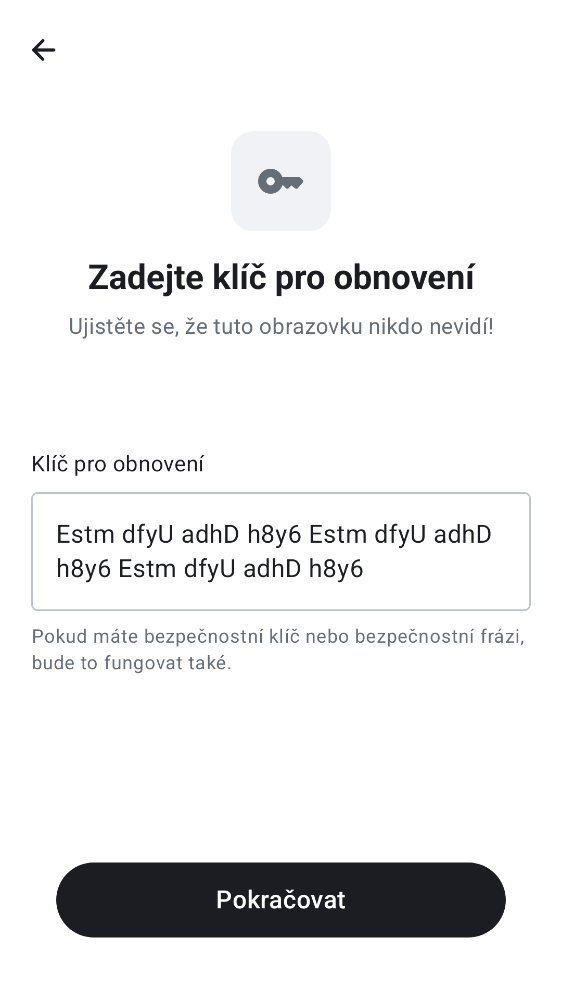 Zadejte klíč pro obnovení
Ujistěte se, že tuto obrazovku nikdo nevidí!
Klíč pro obnovení
Estm dfyU adhD h8y6 Estm dfyU adhD
h8y6 Estm dfyU adhD h8y6
Pokud máte bezpečnostní klíč nebo bezpečnostní frázi,
bude to fungovat také.
Pokračovat